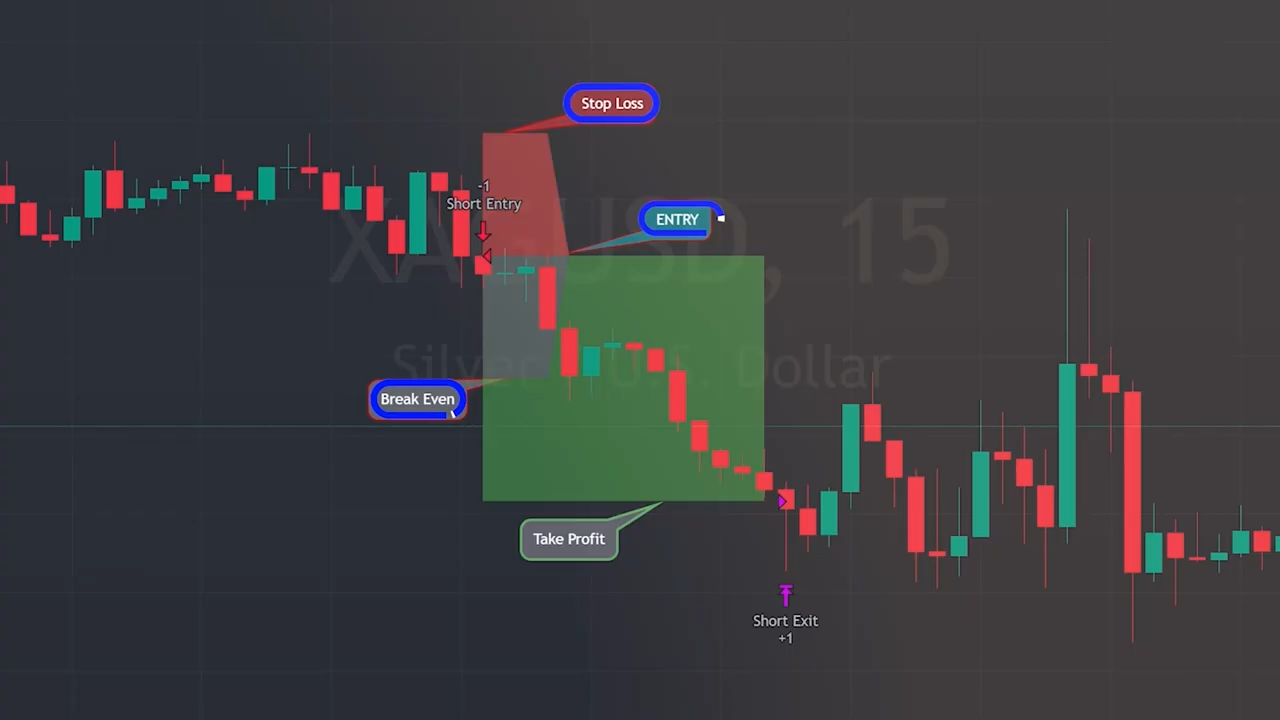 Stop Loss
-1
Short Entry
ENTRY
XAGUSD, 15
Silver / U.S. Dollar
Break Even
Take Profit
Short Exit
+1